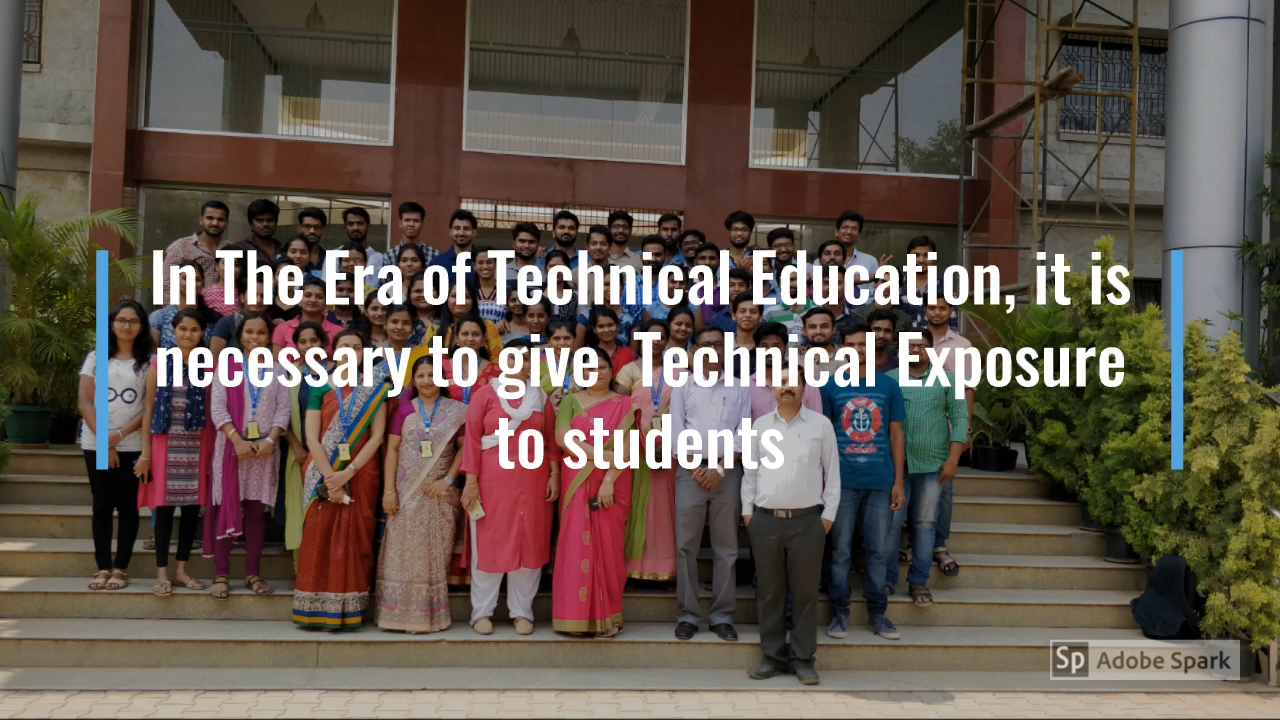 In The Era of Technical Education, it is
necessary to give  Technical Exposure
to students
Sp Adobe Spark